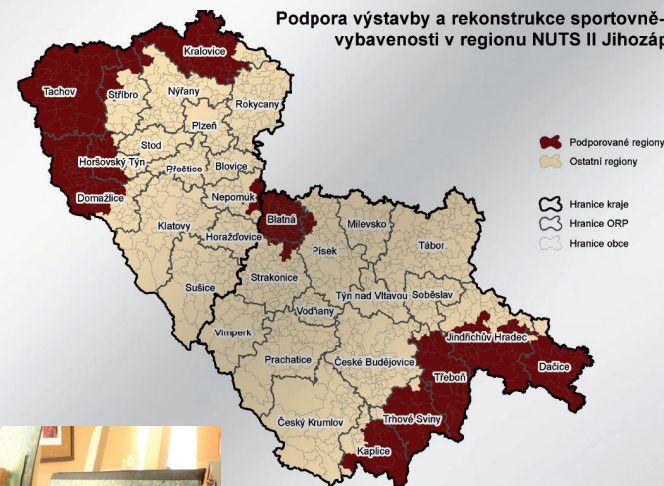 Podpora výstavby a rekonstrukce sportovně-
vybavenosti v regionu NUTS II Jihozáp
Kralovice
Tachov
Stříbro
Nýřany
Rokycany
Plzeň
Stod
Horšovský Týn
Přeštice
Blovice
Domažlice
Nepomuk
Klatovy
Horažďovice
Blatná
Sušice
Milevsko
Písek
Tábor
Strakonice
Týn nad Vltavou
Soběslav
Vodňany
Vimperk
Prachatice
České Budějovice
Jindřichův Hradec
Třeboň
Dačice
Český Krumlov
Trhové Sviny
Kaplice
Podporované regiony
Ostatní regiony
Hranice kraje
Hranice ORP
Hranice obce